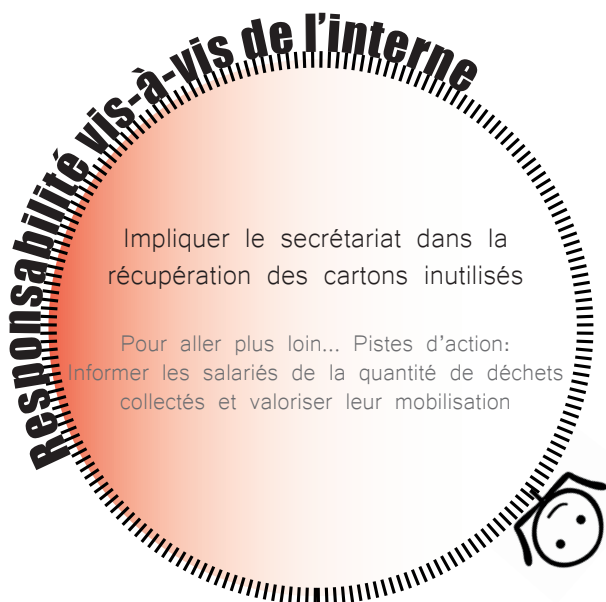 Responsabilité vis-à-vis de l'interne
Impliquer le secrétariat dans la
récupération des cartons inutilisés
Pour aller plus loin... Pistes d'action:
Informer les salariés de la quantité de déchets
collectés et valoriser leur mobilisation